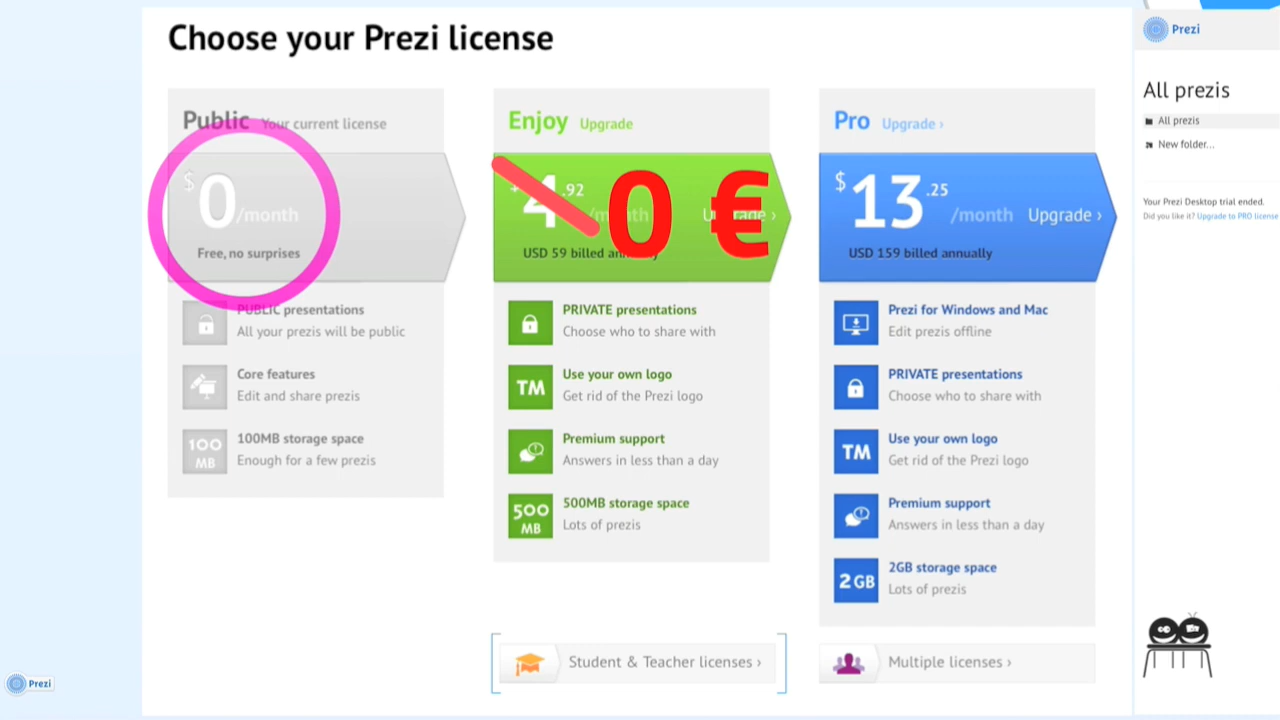 Choose your Prezi license
Public Your current license
$0/month
Free, no surprises
PUBLIC presentations
All your prezis will be public
Core features
Edit and share prezis
100 MB
100MB storage space
Enough for a few prezis
Enjoy Upgrade
4.92 /month 0 €
Upgrade ›
USD 59 billed annually
PRIVATE presentations
Choose who to share with
TM
Use your own logo
Get rid of the Prezi logo
Premium support
Answers in less than a day
500 MB
500MB storage space
Lots of prezis
Student & Teacher licenses ›
Pro Upgrade ›
$13.25 /month Upgrade ›
USD 159 billed annually
Prezi for Windows and Mac
Edit prezis offline
PRIVATE presentations
Choose who to share with
TM
Use your own logo
Get rid of the Prezi logo
Premium support
Answers in less than a day
2GB
2GB storage space
Lots of prezis
Multiple licenses ›
Prezi
All prezis
All prezis
New folder...
Your Prezi Desktop trial ended.
Did you like it? Upgrade to PRO license
Prezi